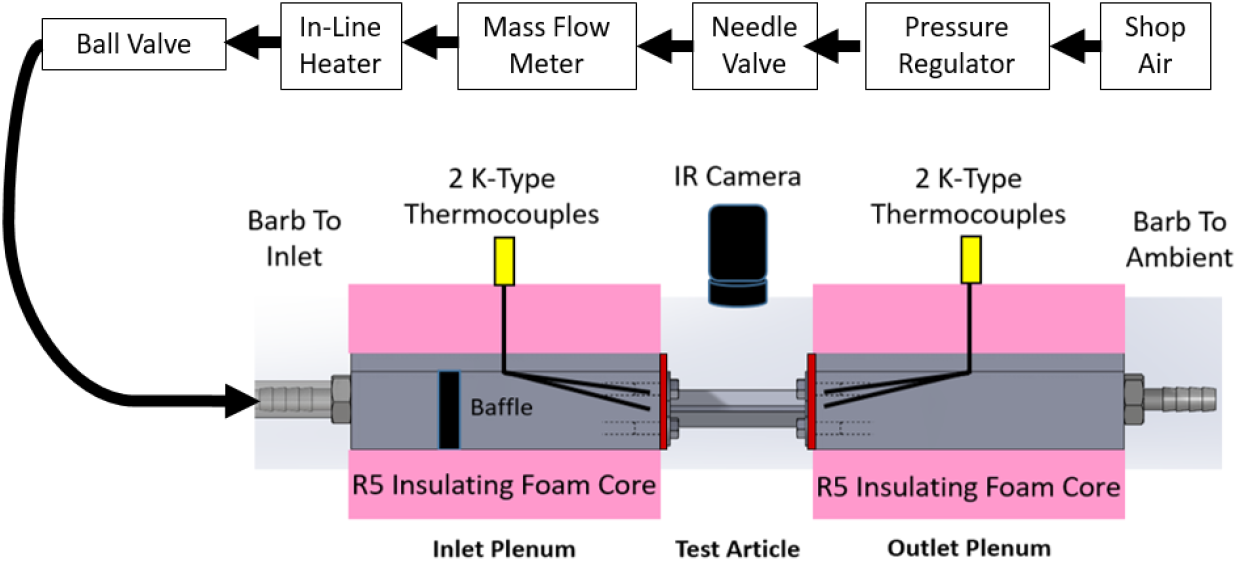 Ball Valve
In-Line
Heater
Mass Flow
Meter
Needle
Valve
Pressure
Regulator
Shop
Air
2 K-Type
Thermocouples
IR Camera
2 K-Type
Thermocouples
Barb To
Inlet
Barb To
Ambient
Baffle
R5 Insulating Foam Core
R5 Insulating Foam Core
Inlet Plenum
Test Article
Outlet Plenum